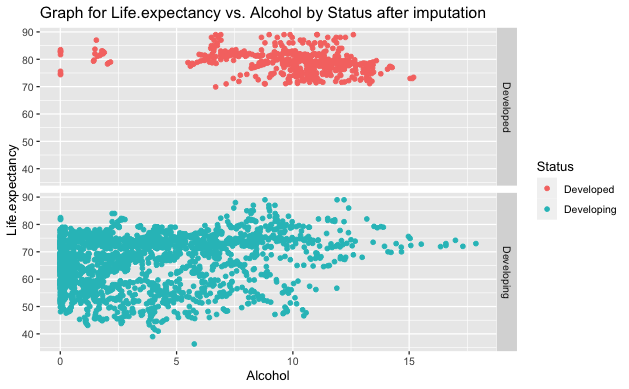 Graph for Life.expectancy vs. Alcohol by Status after imputation
Life.expectancy
90
80
70
60
50
40
Developed
90
80
70
60
50
40
Developing
0 5 10 15
Alcohol
Status
Developed
Developing